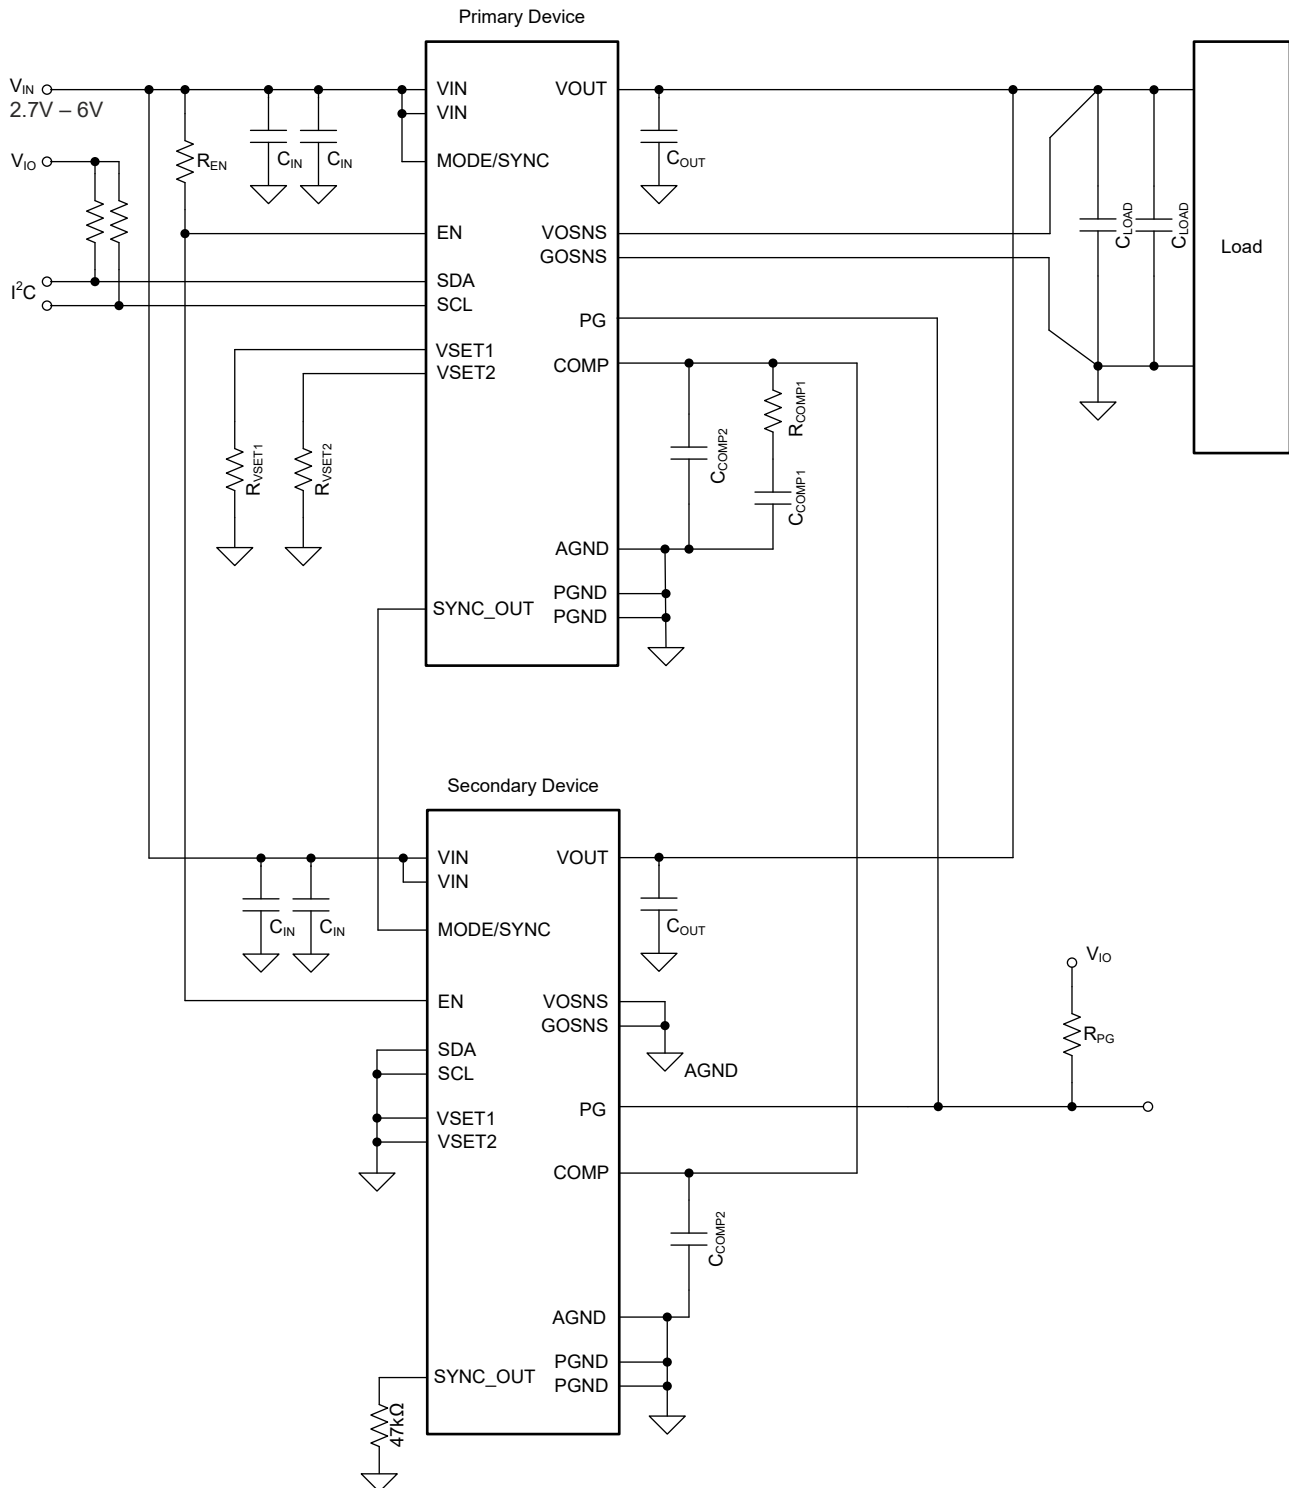 Primary Device
V_IN
2.7V – 6V
V_IO
I²C
R_EN
C_IN
C_IN
VIN
VIN
MODE/SYNC
EN
SDA
SCL
VSET1
VSET2
R_VSET1
R_VSET2
SYNC_OUT
VOUT
VOSNS
GOSNS
PG
COMP
AGND
PGND
PGND
C_OUT
C_COMP2
R_COMP1
C_COMP1
C_LOAD
C_LOAD
Load
Secondary Device
C_IN
C_IN
VIN
VIN
MODE/SYNC
EN
SDA
SCL
VSET1
VSET2
SYNC_OUT
47kΩ
VOUT
VOSNS
GOSNS
PG
COMP
AGND
PGND
PGND
C_OUT
AGND
C_COMP2
V_IO
R_PG